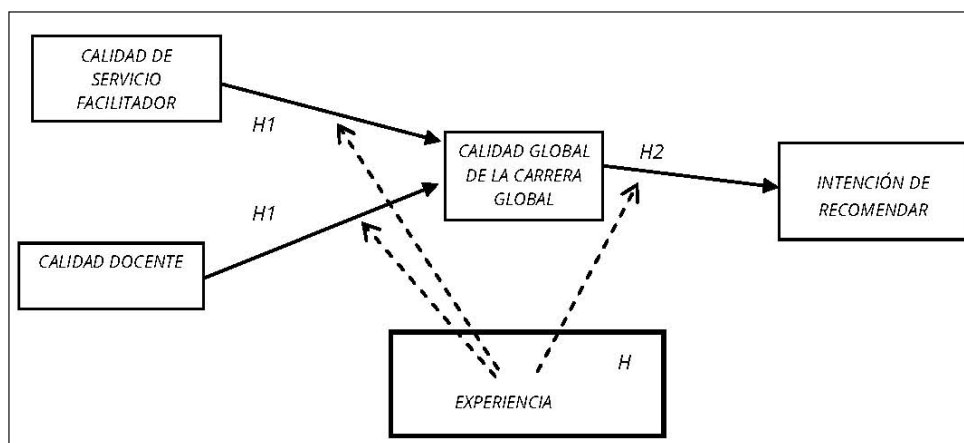 CALIDAD DE
SERVICIO
FACILITADOR
H1
CALIDAD GLOBAL
DE LA CARRERA
GLOBAL
H2
INTENCIÓN DE
RECOMENDAR
H1
CALIDAD DOCENTE
H
EXPERIENCIA